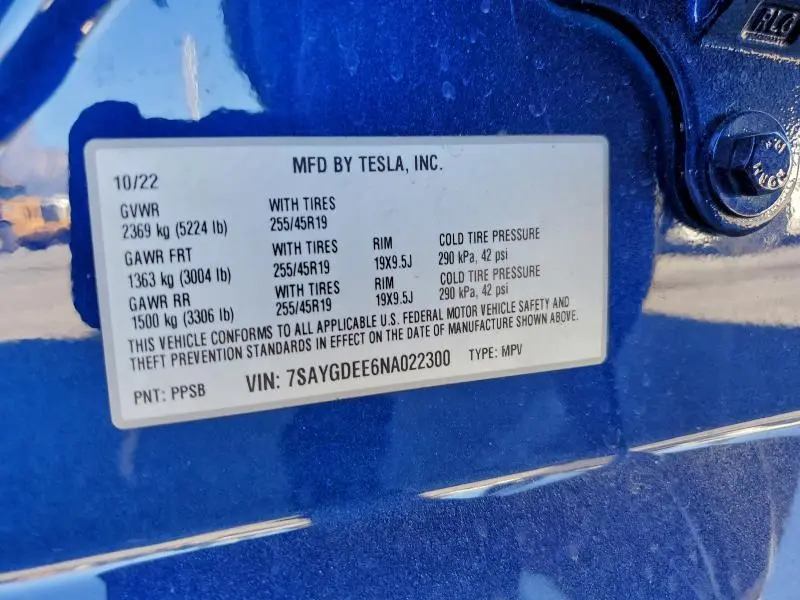 MFD BY TESLA, INC.
10/22
GVWR WITH TIRES
2369 kg (5224 lb) 255/45R19
GAWR FRT WITH TIRES RIM COLD TIRE PRESSURE
1363 kg (3004 lb) 255/45R19 19X9.5J 290 kPa, 42 psi
GAWR RR WITH TIRES RIM COLD TIRE PRESSURE
1500 kg (3306 lb) 255/45R19 19X9.5J 290 kPa, 42 psi
THIS VEHICLE CONFORMS TO ALL APPLICABLE U.S. FEDERAL MOTOR VEHICLE SAFETY AND
THEFT PREVENTION STANDARDS IN EFFECT ON THE DATE OF MANUFACTURE SHOWN ABOVE.
PNT: PPSB VIN: 7SAYGDEE6NA022300 TYPE: MPV